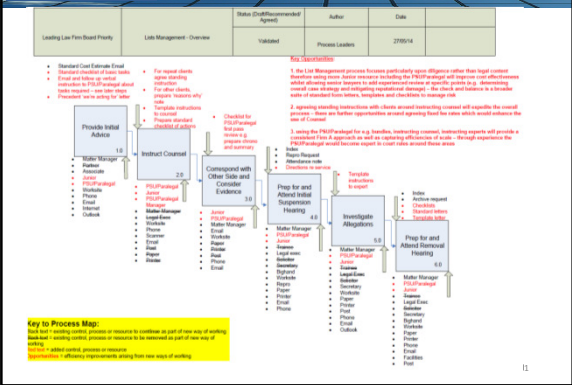 Leading Law Firm Board Priority
Lists Management - Overview
Status (Draft/Recommended/
Agreed)
Author
Date
Validated
Process Leaders
27/05/14
Key Opportunities:
1. the List Management process focuses particularly upon diligence rather than legal content
therefore using more Junior resource including the PSU/Paralegal will improve cost effectiveness
whilst allowing senior lawyers to add experienced review at specific points (e.g. determining
overall case strategy and mitigating reputational damage) – the check and balance is a broader
suite of standard form letters, templates and checklists to manage risk
2. agreeing standing instructions with clients around instructing counsel will expedite the overall
process – there are further opportunities around agreeing fixed fee rates which would enhance the
use of Counsel
3. using the PSU/Paralegal for e.g. bundles, instructing counsel, instructing experts will provide a
consistent Firm A approach as well as capturing efficiencies of scale – through experience the
PSU/Paralegal would become expert in court rules around these areas
• Standard Cost Estimate Email
• Standard checklist of basic tasks
• Email and follow up verbal
instruction to PSU/Paralegal about
tasks required – see later steps
• Precedent 'we're acting for' letter
• For repeat clients
agree standing
instruction
• For other clients,
prepare 'reasons why'
note
• Template instructions
to counsel
• Prepare standard
checklist of actions
• Checklist for
PSU/Paralegal
first pass
review e.g.
prepare chrono
and summary
• Index
• Repro Request
• Attendance note
• Directions re service
• Template
instructions
to expert
• Index
• Archive request
• Checklists
• Standard letters
• Template letter
Provide Initial
Advice
1.0
• Matter Manager
• Partner
• Associate
• Junior
• PSU/Paralegal
• Worksite
• Phone
• Email
• Internet
• Outlook
Instruct Counsel
2.0
• PSU/Paralegal
• Junior
• PSU/Paralegal
Manager
• Matter Manager
• Legal Exec
• Worksite
• Phone
• Scanner
• Email
• Post
• Paper
• Printer
Correspond with
Other Side and
Consider
Evidence
3.0
• Junior
• PSU/Paralegal
• Matter Manager
• Email
• Worksite
• Paper
• Printer
• Post
• Phone
• Email
Prep for and
Attend Initial
Suspension
Hearing
4.0
• Matter Manager
• PSU/Paralegal
• Junior
• Trainee
• Legal exec
• Solicitor
• Secretary
• Bighand
• Worksite
• Repro
• Paper
• Printer
• Email
• Phone
Investigate
Allegations
5.0
• Matter Manager
• PSU/Paralegal
• Junior
• Trainee
• Legal Exec
• Solicitor
• Secretary
• Worksite
• Paper
• Printer
• Post
• Phone
• Email
• Outlook
Prep for and
Attend Removal
Hearing
6.0
• Matter Manager
• PSU/Paralegal
• Junior
• Trainee
• Legal Exec
• Solicitor
• Secretary
• Bighand
• Worksite
• Paper
• Printer
• Phone
• Email
• Facilities
• Post
Key to Process Map:
Black text = existing control, process or resource to continue as part of new way of working
Black text = existing control, process or resource to be removed as part of new way of
working
Red text = added control, process or resource
Opportunities = efficiency improvements arising from new ways of working